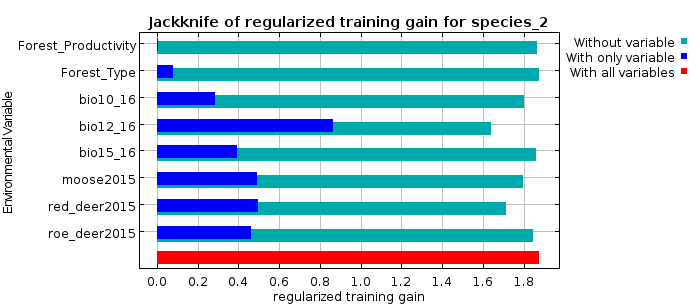 Jackknife of regularized training gain for species_2
Without variable
With only variable
With all variables
Environmental Variable
Forest_Productivity
Forest_Type
bio10_16
bio12_16
bio15_16
moose2015
red_deer2015
roe_deer2015
0.0 0.2 0.4 0.6 0.8 1.0 1.2 1.4 1.6 1.8
regularized training gain